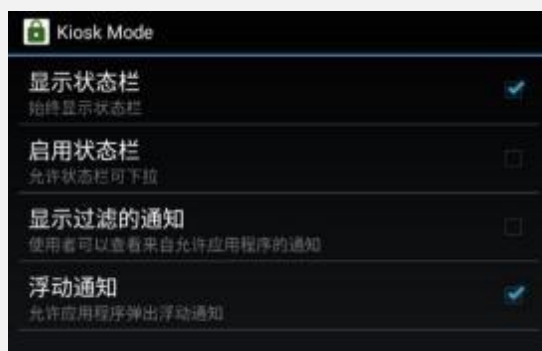 Kiosk Mode
显示状态栏
始终显示状态栏
启用状态栏
允许状态栏可下拉
显示过滤的通知
使用者可以查看来自允许应用程序的通知
浮动通知
允许应用程序弹出浮动通知